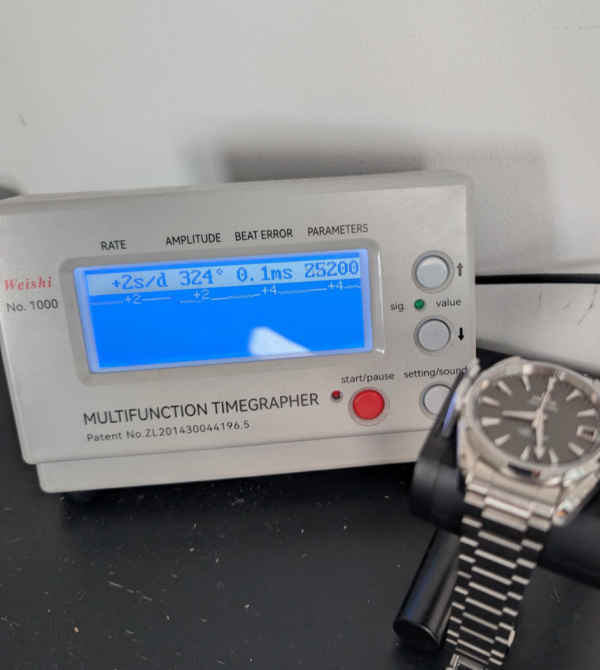 RATE AMPLITUDE BEAT ERROR PARAMETERS
+2s/d 324° 0.1ms 25200
+2 +2 +4 +4
Weishi
No. 1000
sig. value
start/pause setting/sound
MULTIFUNCTION TIMEGRAPHER
Patent No.ZL201430044196.5